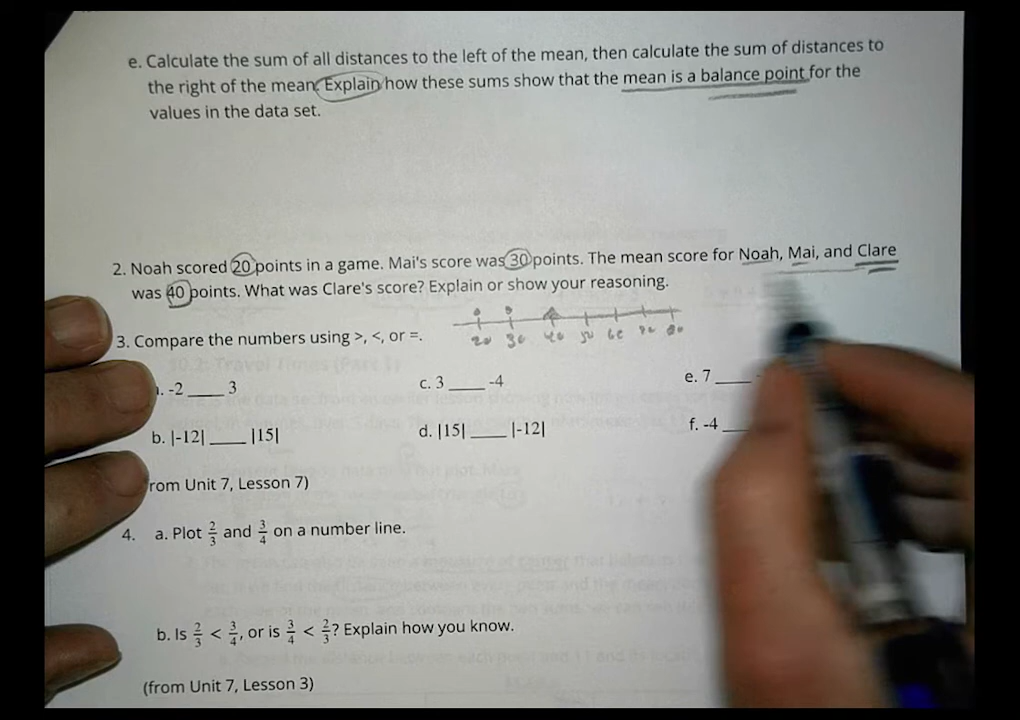 e. Calculate the sum of all distances to the left of the mean, then calculate the sum of distances to
the right of the mean. Explain how these sums show that the mean is a balance point for the
values in the data set.
2. Noah scored 20 points in a game. Mai's score was 30 points. The mean score for Noah, Mai, and Clare
was 40 points. What was Clare's score? Explain or show your reasoning.
20 30 40 50 60 80
3. Compare the numbers using >, <, or =.
-2 ____ 3
c. 3 ____ -4
e. 7 ____
b. |-12| ____ |15|
d. |15| ____ |-12|
f. -4 ____
rom Unit 7, Lesson 7)
4. a. Plot 2/3 and 3/4 on a number line.
b. Is 2/3 < 3/4, or is 3/4 < 2/3? Explain how you know.
(from Unit 7, Lesson 3)